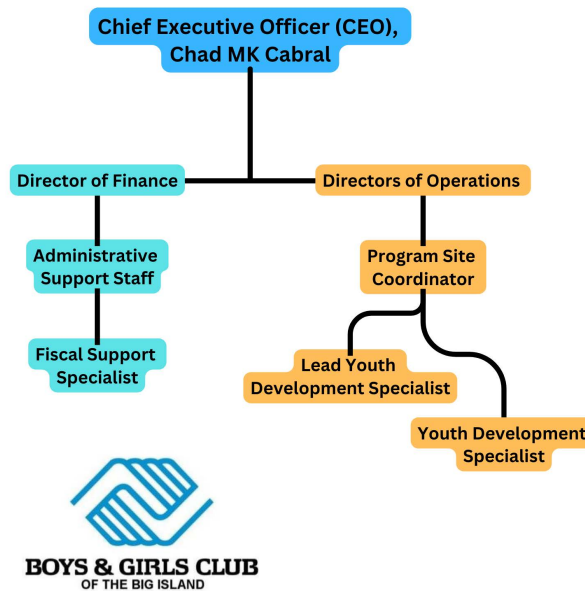 Chief Executive Officer (CEO),
Chad MK Cabral
Director of Finance
Directors of Operations
Administrative
Support Staff
Program Site
Coordinator
Fiscal Support
Specialist
Lead Youth
Development Specialist
Youth Development
Specialist
BOYS & GIRLS CLUB
OF THE BIG ISLAND